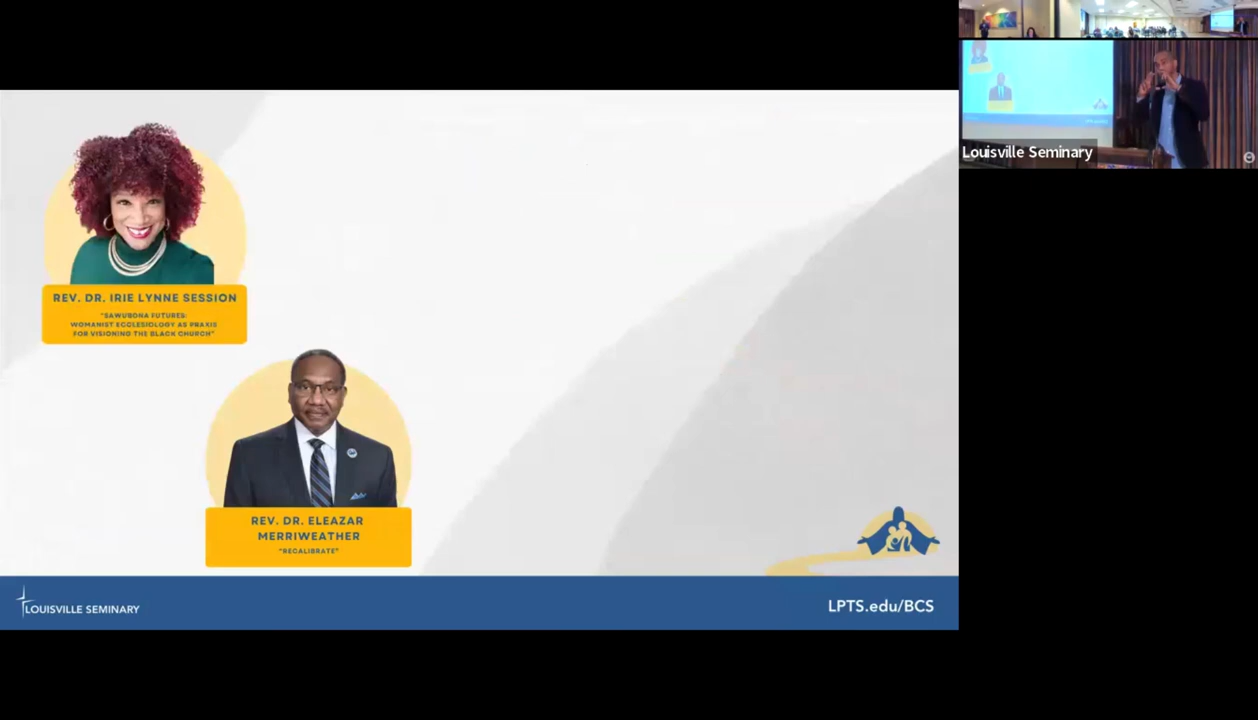 REV. DR. IRIE LYNNE SESSION
"SAWUBONA FUTURES:
WOMANIST ECCLESIOLOGY AS PRAXIS
FOR VISIONING THE BLACK CHURCH"
REV. DR. ELEAZAR
MERRIWEATHER
"RECALIBRATE"
LOUISVILLE SEMINARY
LPTS.edu/BCS
Louisville Seminary